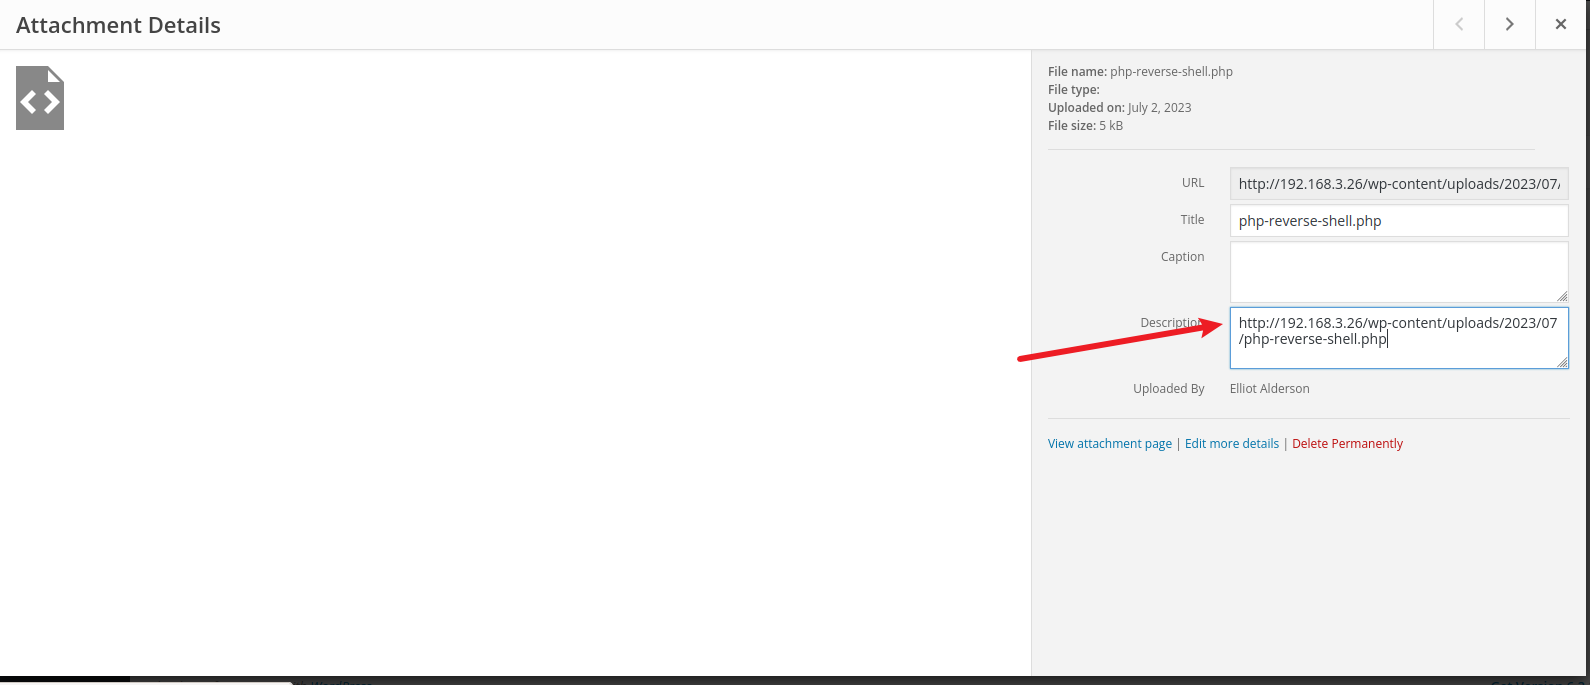 Attachment Details
File name: php-reverse-shell.php
File type:
Uploaded on: July 2, 2023
File size: 5 kB
URL http://192.168.3.26/wp-content/uploads/2023/07/
Title php-reverse-shell.php
Caption
Description http://192.168.3.26/wp-content/uploads/2023/07
/php-reverse-shell.php
Uploaded By Elliot Alderson
View attachment page | Edit more details | Delete Permanently